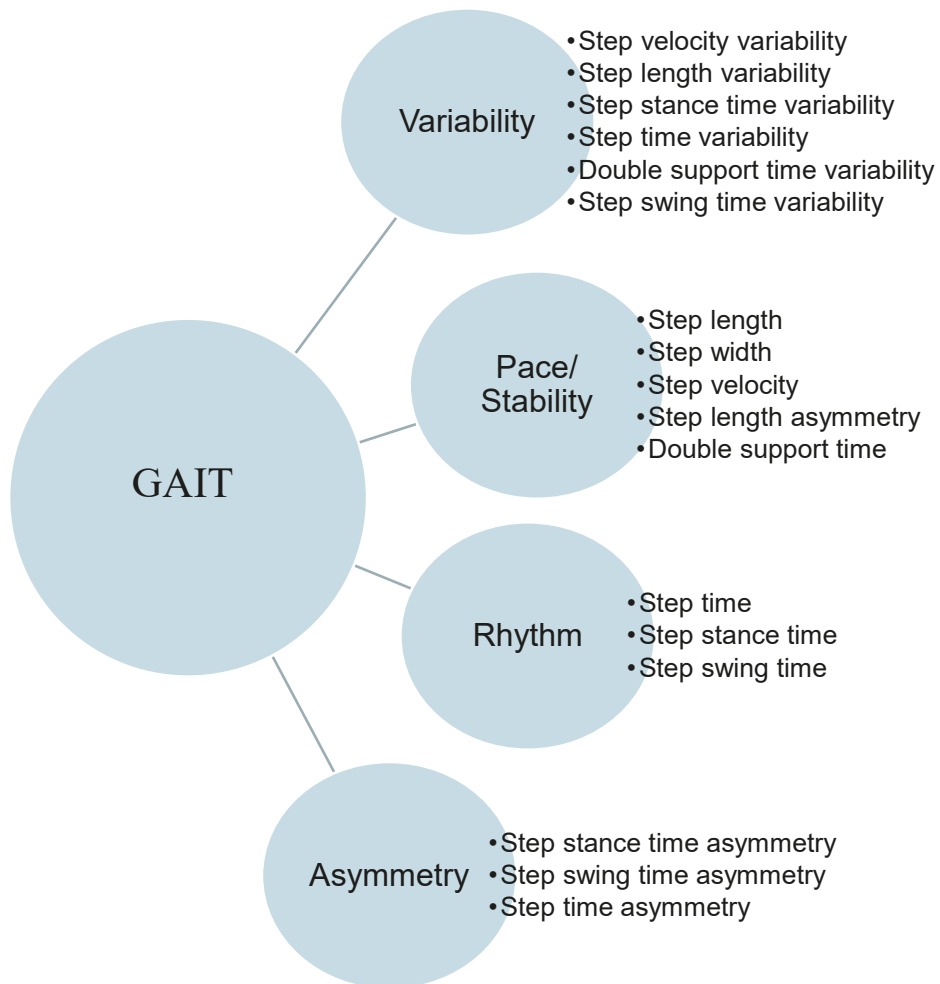 Variability
•Step velocity variability
•Step length variability
•Step stance time variability
•Step time variability
•Double support time variability
•Step swing time variability
Pace/
Stability
•Step length
•Step width
•Step velocity
•Step length asymmetry
•Double support time
GAIT
Rhythm
•Step time
•Step stance time
•Step swing time
Asymmetry
•Step stance time asymmetry
•Step swing time asymmetry
•Step time asymmetry